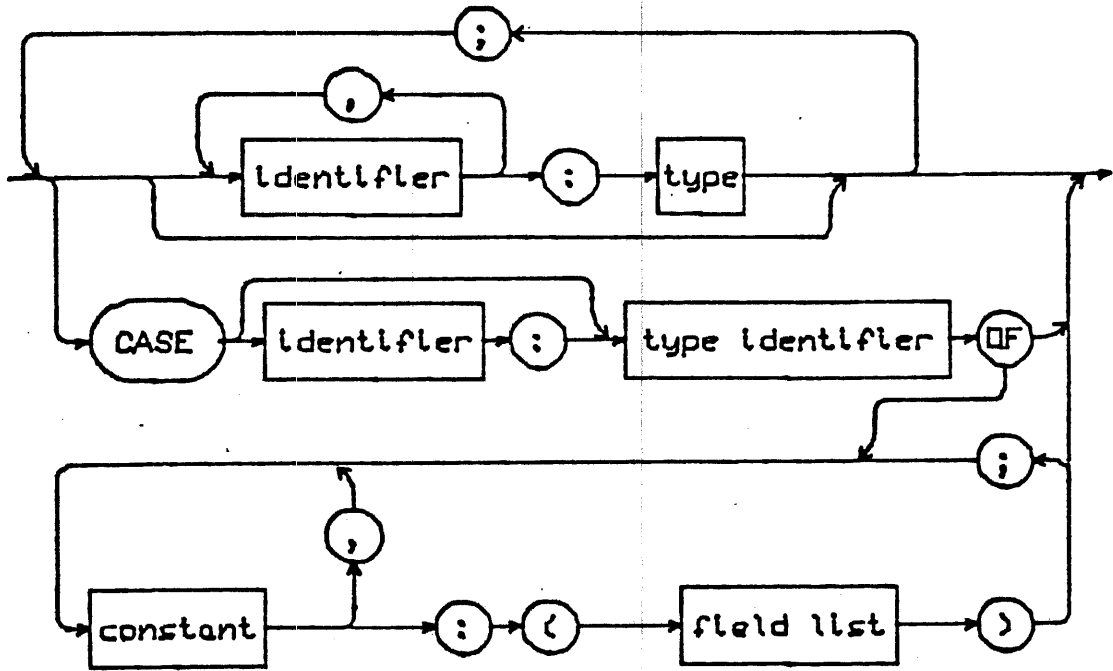 ;
,
identifier : type
CASE identifier : type identifier OF
;
,
constant : ( field list )